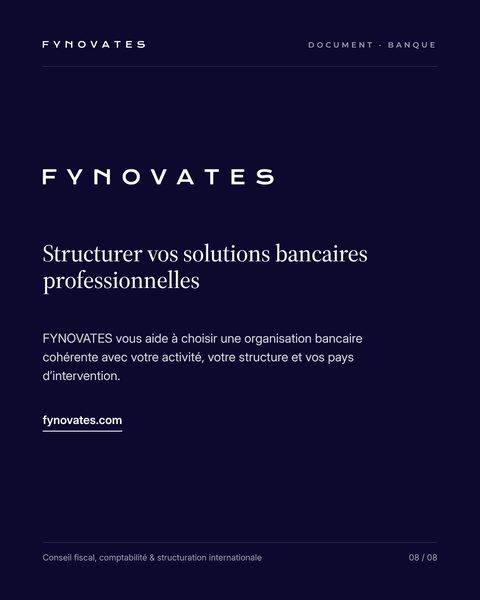 FYNOVATES
DOCUMENT - BANQUE
FYNOVATES
Structurer vos solutions bancaires
professionnelles
FYNOVATES vous aide à choisir une organisation bancaire
cohérente avec votre activité, votre structure et vos pays
d’intervention.
fynovates.com
Conseil fiscal, comptabilité & structuration internationale
08 / 08